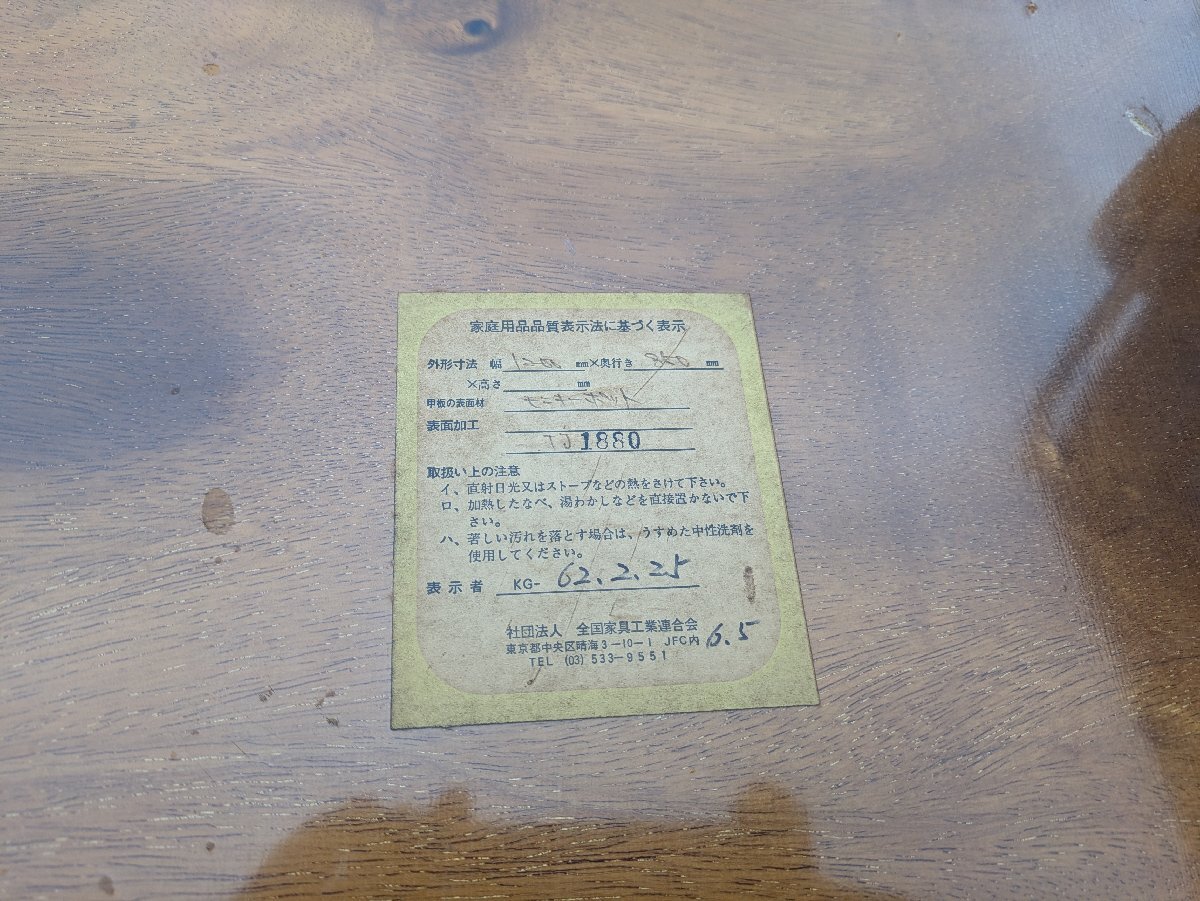 家庭用品品質表示法に基づく表示
外形寸法 幅 1200 mm×奥行き mm
×高さ mm
甲板の表面材
表面加工
TJ 1880
取扱い上の注意
イ、直射日光又はストーブなどの熱をさけて下さい。
ロ、加熱したなべ、湯わかしなどを直接置かないで下
さい。
ハ、著しい汚れを落とす場合は、うすめた中性洗剤を
使用してください。
表示者 KG- 62.2.25
社団法人 全国家具工業連合会
東京都中央区晴海3-10-1 JFC内 6.5
TEL (03) 533-9551